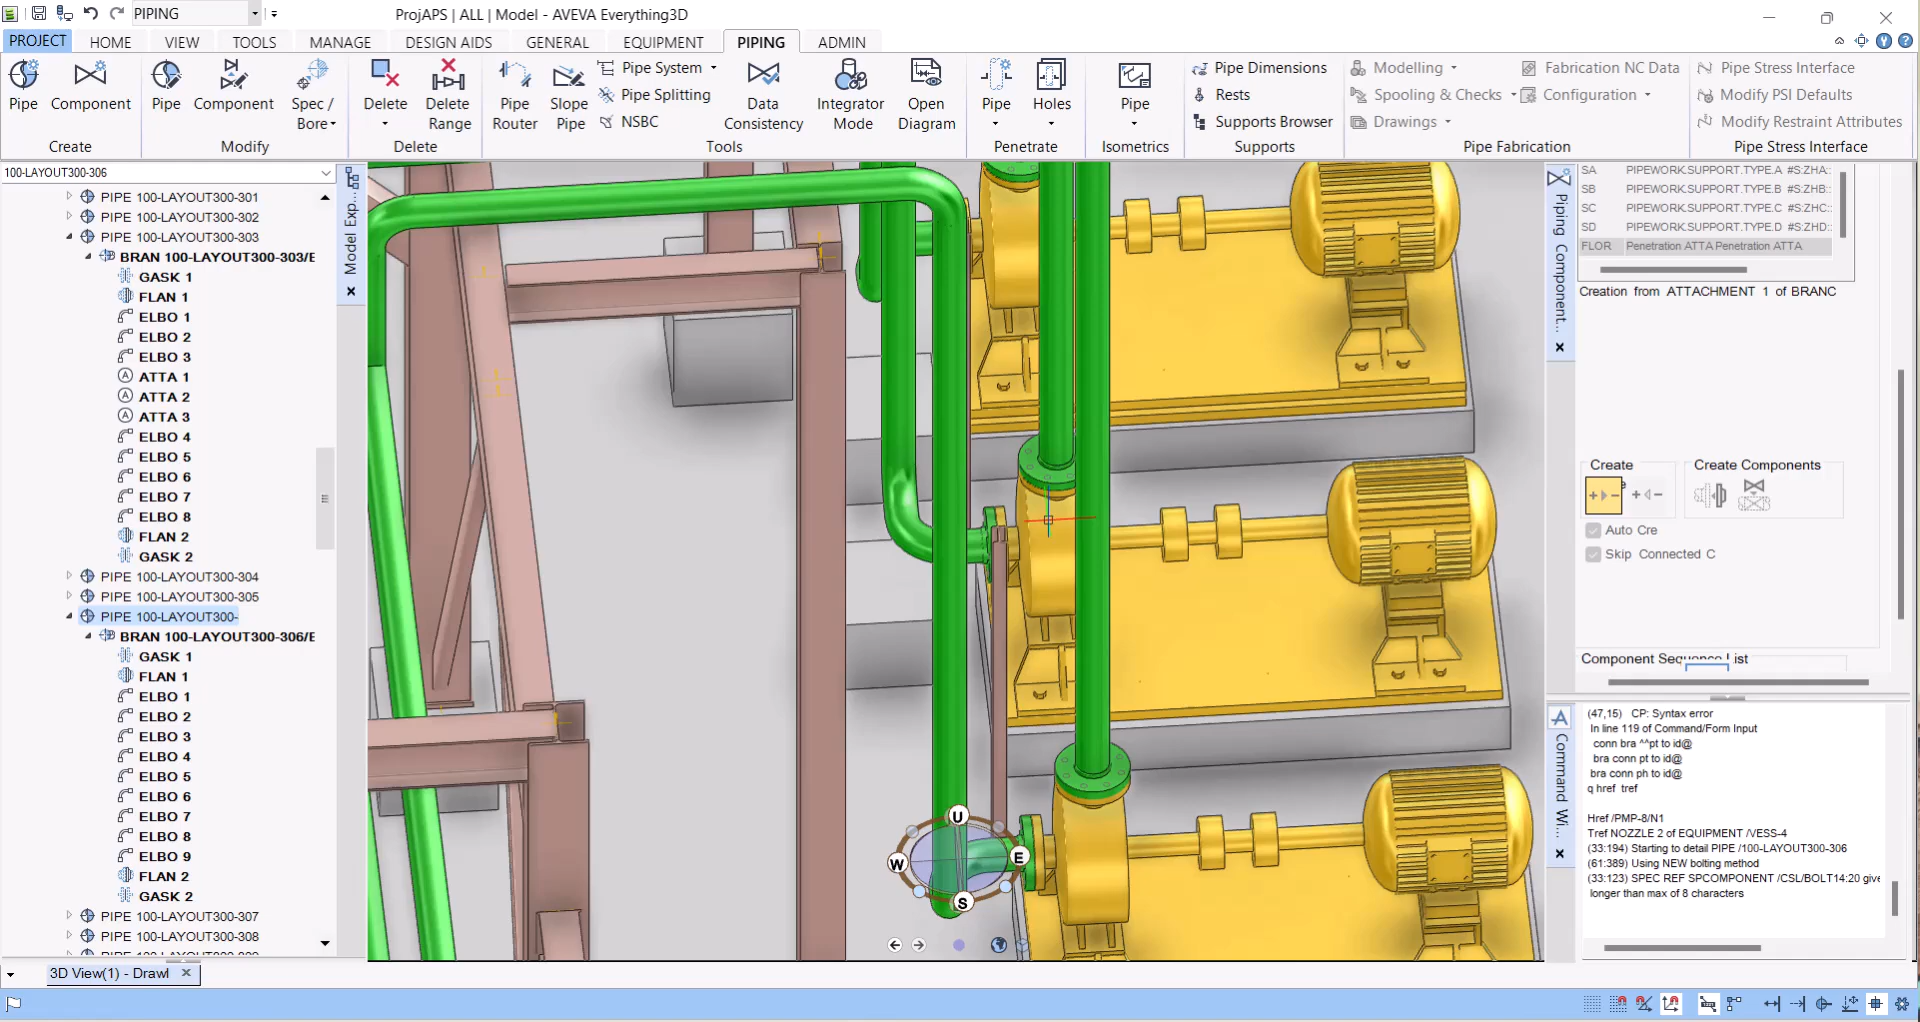 PIPING
ProjAPS | ALL | Model - AVEVA Everything3D
PROJECT
HOME
VIEW
TOOLS
MANAGE
DESIGN AIDS
GENERAL
EQUIPMENT
PIPING
ADMIN
Pipe
Component
Create
Pipe
Component
Spec /
Bore
Modify
Delete
Delete
Range
Delete
Pipe
Router
Slope
Pipe
Pipe System
Pipe Splitting
NSBC
Data
Consistency
Integrator
Mode
Open
Diagram
Tools
Pipe
Holes
Penetrate
Pipe
Isometrics
Pipe Dimensions
Rests
Supports Browser
Supports
Modelling
Spooling & Checks
Drawings
Fabrication NC Data
Configuration
Pipe Fabrication
Pipe Stress Interface
Modify PSI Defaults
Modify Restraint Attributes
Pipe Stress Interface
100-LAYOUT300-306
PIPE 100-LAYOUT300-301
PIPE 100-LAYOUT300-302
PIPE 100-LAYOUT300-303
BRAN 100-LAYOUT300-303/E
GASK 1
FLAN 1
ELBO 1
ELBO 2
ELBO 3
ATTA 1
ATTA 2
ATTA 3
ELBO 4
ELBO 5
ELBO 6
ELBO 7
ELBO 8
FLAN 2
GASK 2
PIPE 100-LAYOUT300-304
PIPE 100-LAYOUT300-305
PIPE 100-LAYOUT300-
BRAN 100-LAYOUT300-306/E
GASK 1
FLAN 1
ELBO 1
ELBO 2
ELBO 3
ELBO 4
ELBO 5
ELBO 6
ELBO 7
ELBO 8
ELBO 9
FLAN 2
GASK 2
PIPE 100-LAYOUT300-307
PIPE 100-LAYOUT300-308
Model Exp...
U
W
E
S
Piping Component...
SA PIPEWORK.SUPPORT.TYPE.A #S:ZHA:
SB PIPEWORK.SUPPORT.TYPE.B #S:ZHB:
SC PIPEWORK.SUPPORT.TYPE.C #S:ZHC:
SD PIPEWORK.SUPPORT.TYPE.D #S:ZHD:
FLOR Penetration ATTA Penetration ATTA
Creation from ATTACHMENT 1 of BRANC
Create
Create Components
Auto Cre
Skip Connected C
Component Sequence List
Command Wi...
(47,15) CP: Syntax error
In line 119 of Command/Form Input
conn bra ^^pt to id@
bra conn pt to id@
bra conn ph to id@
q href tref
Href /PMP-8/N1
Tref NOZZLE 2 of EQUIPMENT /VESS-4
(33:194) Starting to detail PIPE /100-LAYOUT300-306
(61:389) Using NEW bolting method
(33:123) SPEC REF SPCOMPONENT /CSL/BOLT14:20 give
longer than max of 8 characters
3D View(1) - Drawl